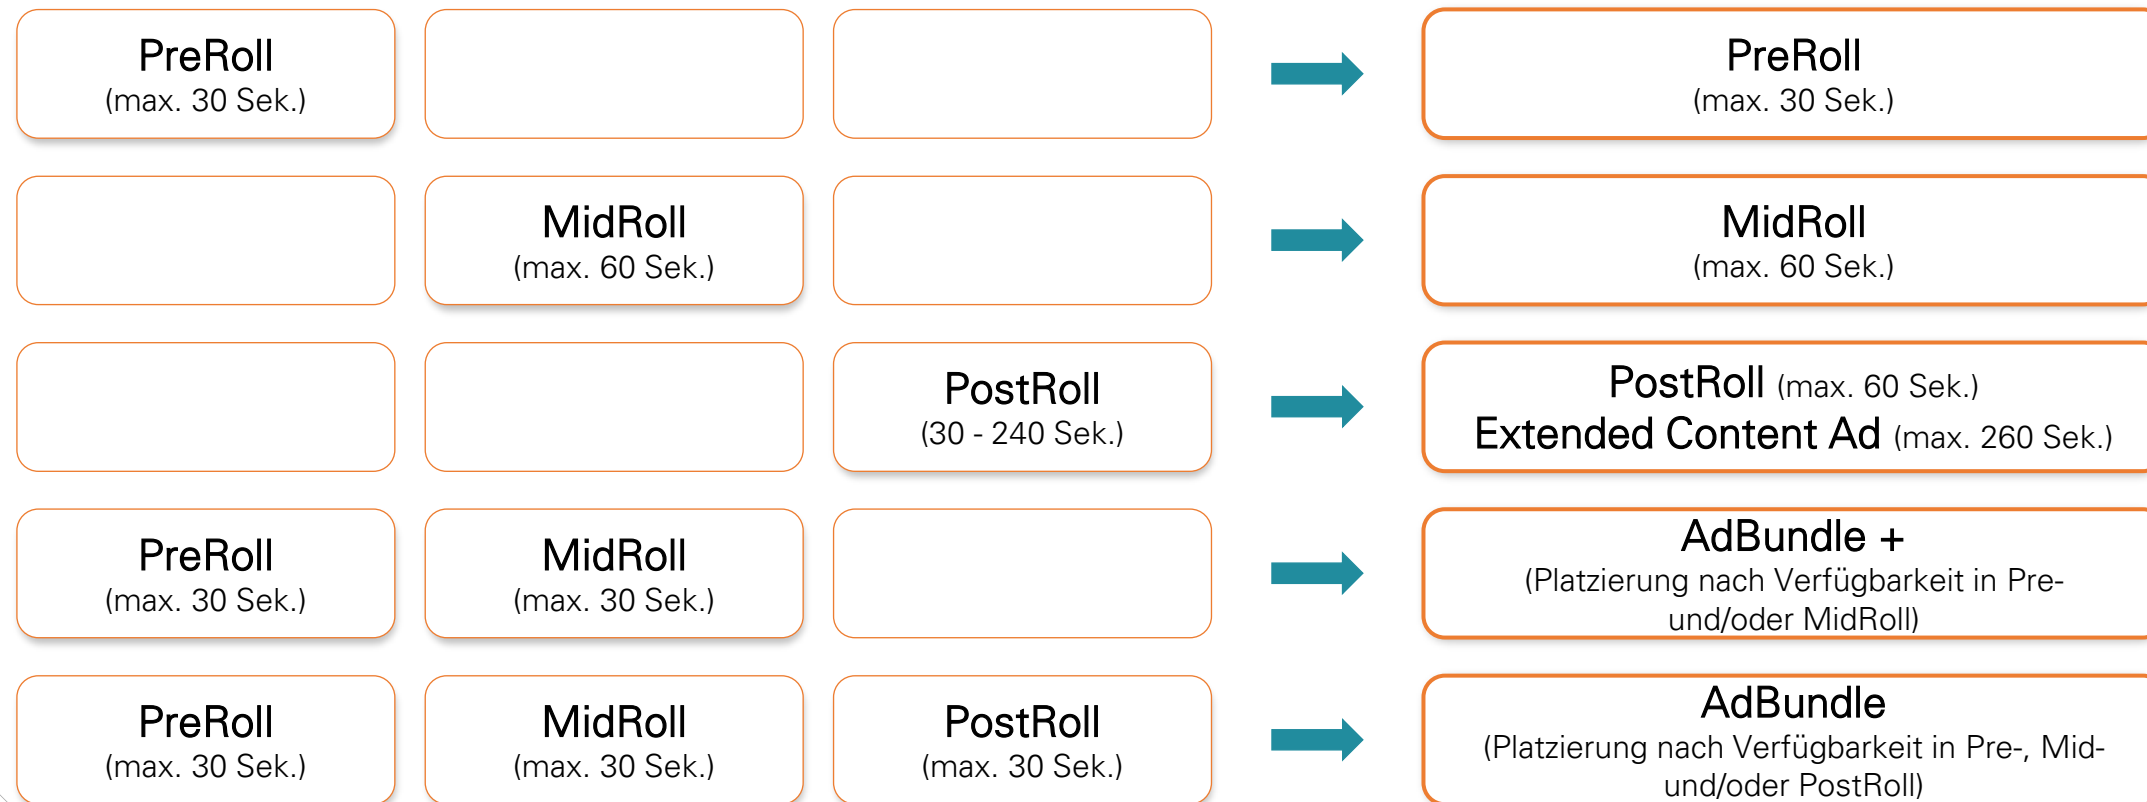 PreRoll
(max. 30 Sek.)
PreRoll
(max. 30 Sek.)
MidRoll
(max. 60 Sek.)
MidRoll
(max. 60 Sek.)
PostRoll
(30 - 240 Sek.)
PostRoll (max. 60 Sek.)
Extended Content Ad (max. 260 Sek.)
PreRoll
(max. 30 Sek.)
MidRoll
(max. 30 Sek.)
AdBundle +
(Platzierung nach Verfügbarkeit in Pre-
und/oder MidRoll)
PreRoll
(max. 30 Sek.)
MidRoll
(max. 30 Sek.)
PostRoll
(max. 30 Sek.)
AdBundle
(Platzierung nach Verfügbarkeit in Pre-, Mid-
und/oder PostRoll)